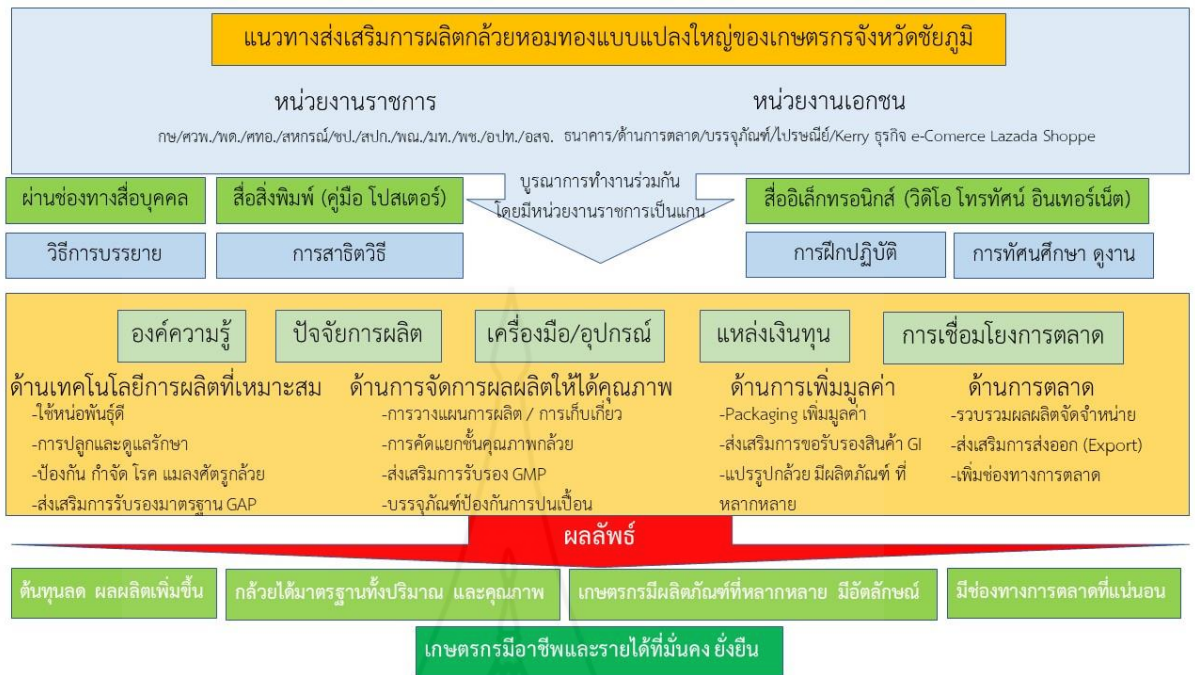 แนวทางส่งเสริมการผลิตกล้วยหอมทองแบบแปลงใหญ่ของเกษตรกรจังหวัดชัยภูมิ
หน่วยงานราชการ
กษ/ศวพ./พด./ศทอ./สหกรณ์/ชป./สปก./พณ./มท./พช./อปท./อสจ.
หน่วยงานเอกชน
ธนาคาร/ด้านการตลาด/บรรจุภัณฑ์/ไปรษณีย์/Kerry ธุรกิจ e-Comerce Lazada Shoppe
บูรณาการทำงานร่วมกัน
โดยมีหน่วยงานราชการเป็นแกน
ผ่านช่องทางสื่อบุคคล
สื่อสิ่งพิมพ์ (คู่มือ โปสเตอร์)
สื่ออิเล็กทรอนิกส์ (วิดิโอ โทรทัศน์ อินเทอร์เน็ต)
วิธีการบรรยาย
การสาธิตวิธี
การฝึกปฏิบัติ
การทัศนศึกษา ดูงาน
องค์ความรู้
ปัจจัยการผลิต
เครื่องมือ/อุปกรณ์
แหล่งเงินทุน
การเชื่อมโยงการตลาด
ด้านเทคโนโลยีการผลิตที่เหมาะสม
-ใช้หน่อพันธุ์ดี
-การปลูกและดูแลรักษา
-ป้องกัน กำจัด โรค แมลงศัตรูกล้วย
-ส่งเสริมการรับรองมาตรฐาน GAP
ด้านการจัดการผลผลิตให้ได้คุณภาพ
-การวางแผนการผลิต / การเก็บเกี่ยว
-การคัดแยกชั้นคุณภาพกล้วย
-ส่งเสริมการรับรอง GMP
-บรรจุภัณฑ์ป้องกันการปนเปื้อน
ด้านการเพิ่มมูลค่า
-Packaging เพิ่มมูลค่า
-ส่งเสริมการขอรับรองสินค้า GI
-แปรรูปกล้วย มีผลิตภัณฑ์ ที่
หลากหลาย
ด้านการตลาด
-รวบรวมผลผลิตจัดจำหน่าย
-ส่งเสริมการส่งออก (Export)
-เพิ่มช่องทางการตลาด
ผลลัพธ์
ต้นทุนลด ผลผลิตเพิ่มขึ้น
กล้วยได้มาตรฐานทั้งปริมาณ และคุณภาพ
เกษตรกรมีผลิตภัณฑ์ที่หลากหลาย มีอัตลักษณ์
มีช่องทางการตลาดที่แน่นอน
เกษตรกรมีอาชีพและรายได้ที่มั่นคง ยั่งยืน